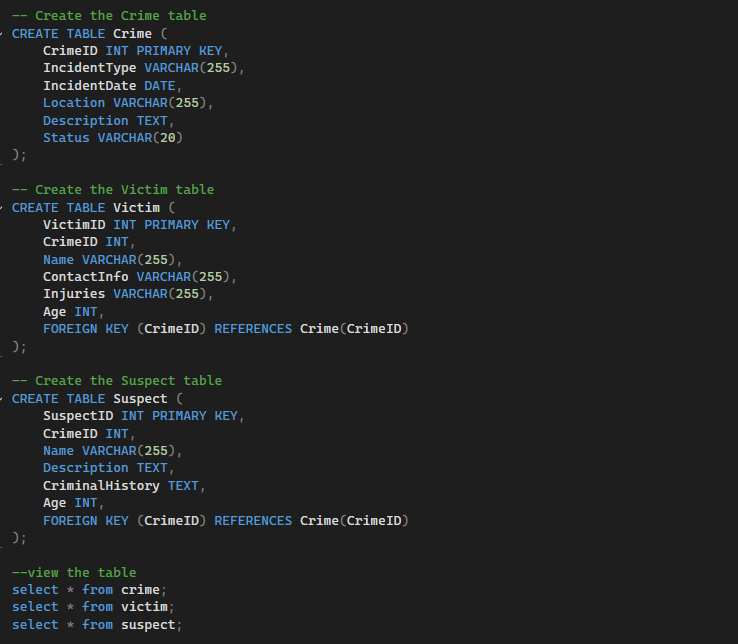 -- Create the Crime table
CREATE TABLE Crime (
    CrimeID INT PRIMARY KEY,
    IncidentType VARCHAR(255),
    IncidentDate DATE,
    Location VARCHAR(255),
    Description TEXT,
    Status VARCHAR(20)
);

-- Create the Victim table
CREATE TABLE Victim (
    VictimID INT PRIMARY KEY,
    CrimeID INT,
    Name VARCHAR(255),
    ContactInfo VARCHAR(255),
    Injuries VARCHAR(255),
    Age INT,
    FOREIGN KEY (CrimeID) REFERENCES Crime(CrimeID)
);

-- Create the Suspect table
CREATE TABLE Suspect (
    SuspectID INT PRIMARY KEY,
    CrimeID INT,
    Name VARCHAR(255),
    Description TEXT,
    CriminalHistory TEXT,
    Age INT,
    FOREIGN KEY (CrimeID) REFERENCES Crime(CrimeID)
);

--view the table
select * from crime;
select * from victim;
select * from suspect;